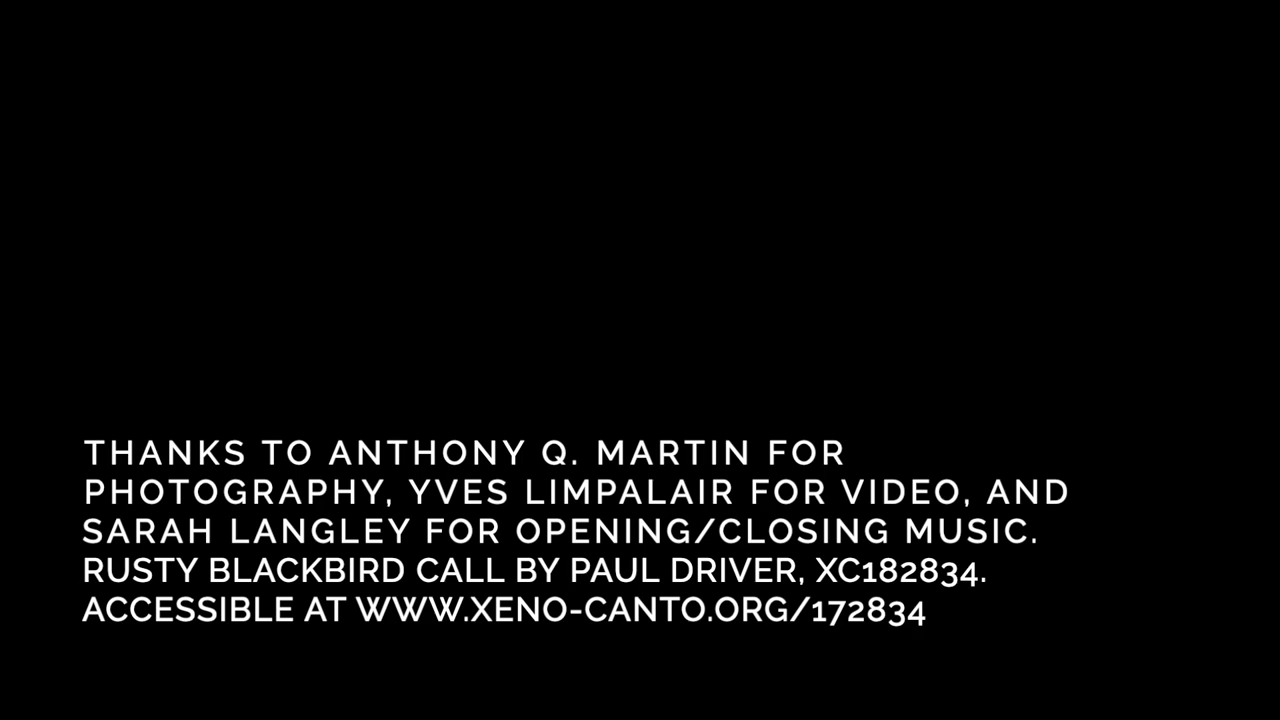 THANKS TO ANTHONY Q. MARTIN FOR
PHOTOGRAPHY, YVES LIMPALAIR FOR VIDEO, AND
SARAH LANGLEY FOR OPENING/CLOSING MUSIC.
RUSTY BLACKBIRD CALL BY PAUL DRIVER, XC182834.
ACCESSIBLE AT WWW.XENO-CANTO.ORG/172834